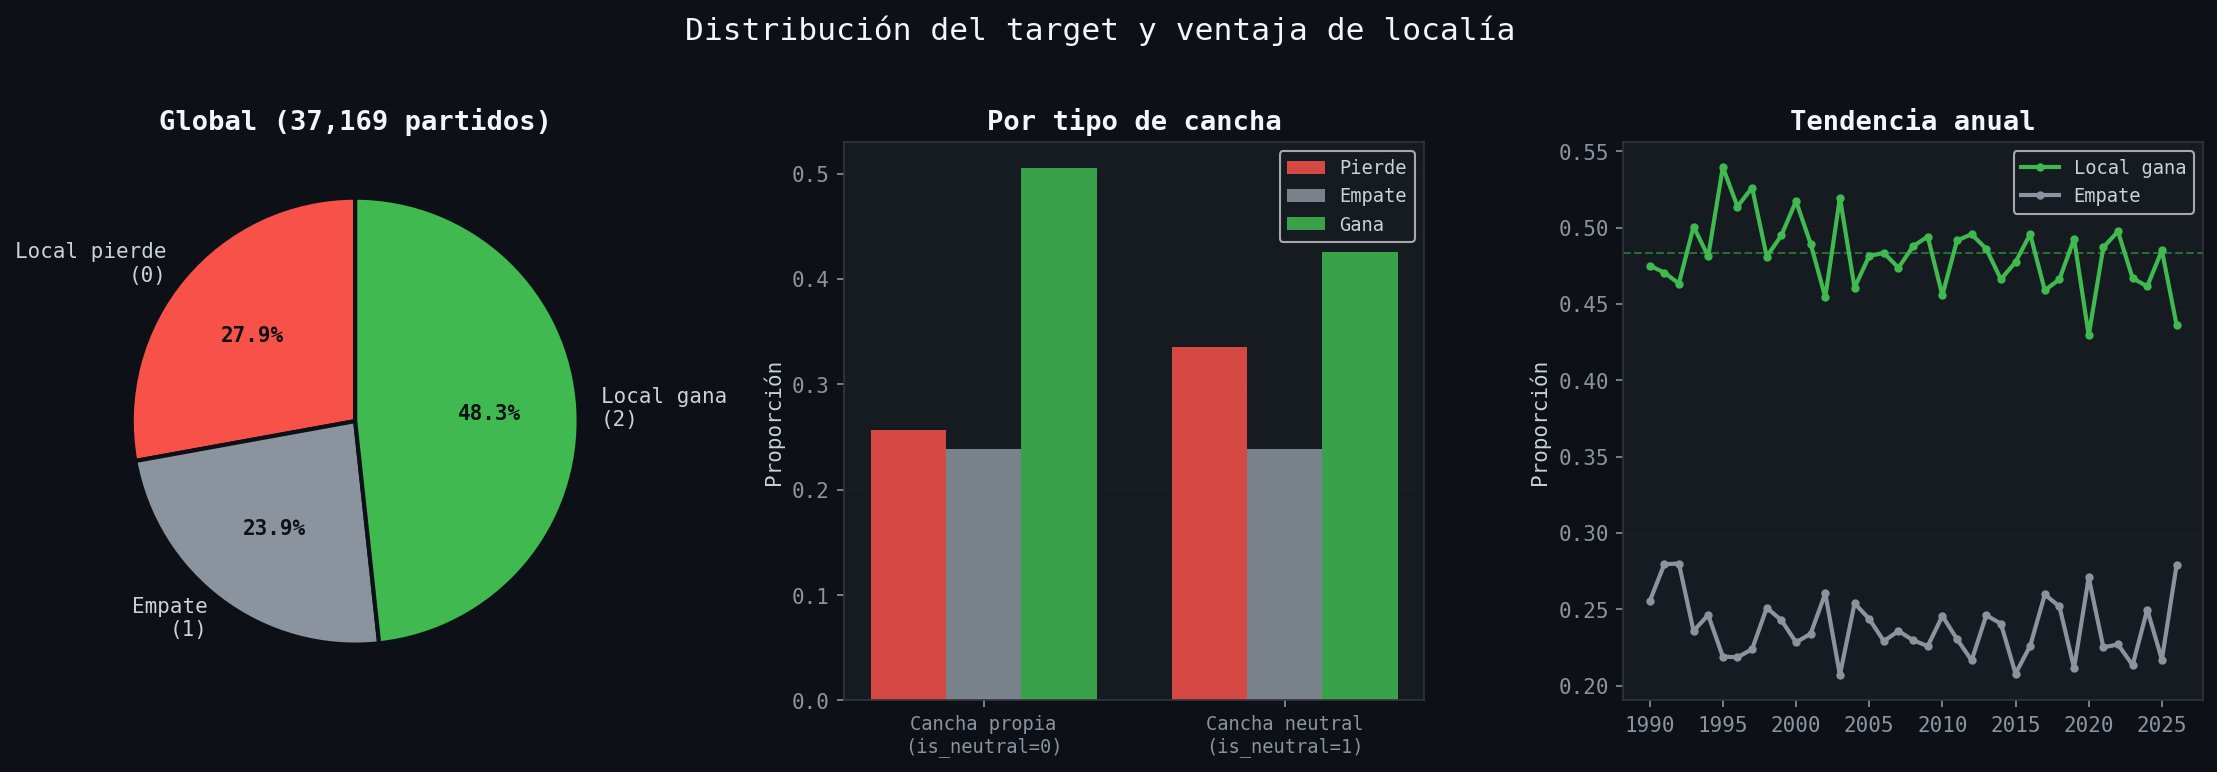 Distribución del target y ventaja de localía
Global (37,169 partidos)
Local pierde
(0)
27.9%
Local gana
(2)
48.3%
23.9%
Empate
(1)
Por tipo de cancha
Pierde
Empate
Gana
Proporción
0.5
0.4
0.3
0.2
0.1
0.0
Cancha propia
(is_neutral=0)
Cancha neutral
(is_neutral=1)
Tendencia anual
Local gana
Empate
Proporción
0.55
0.50
0.45
0.40
0.35
0.30
0.25
0.20
1990 1995 2000 2005 2010 2015 2020 2025